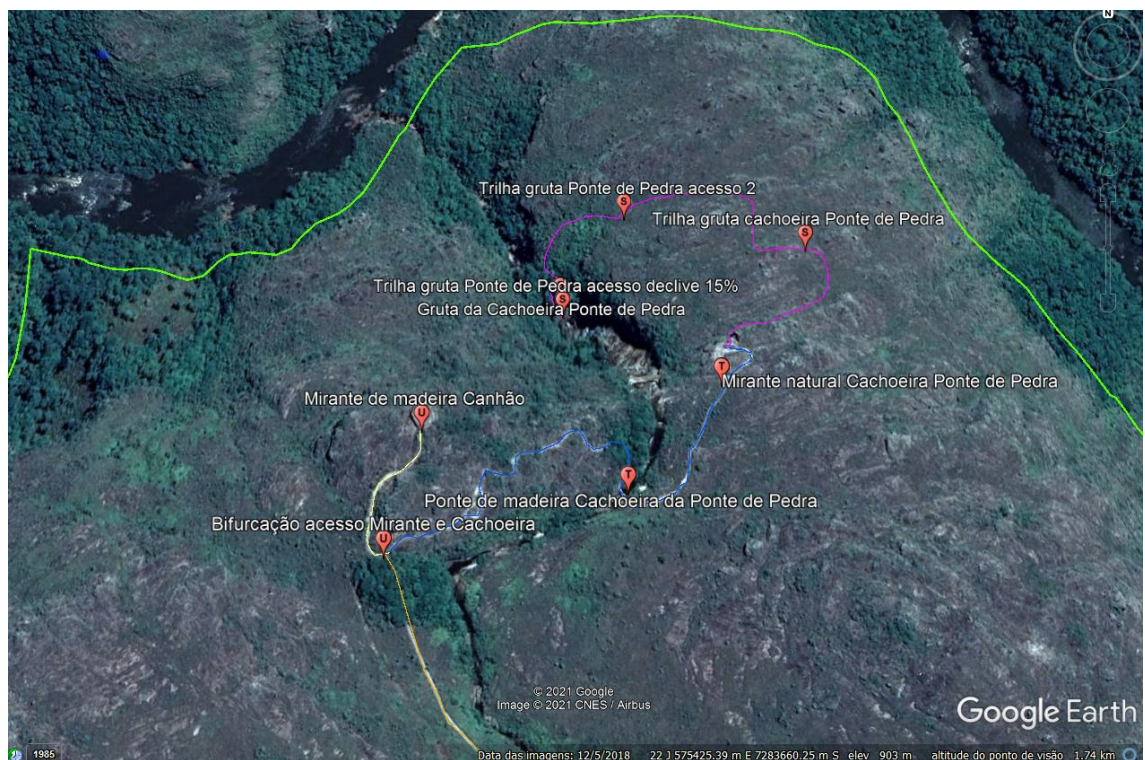 N
Trilha gruta Ponte de Pedra acesso 2
S
Trilha gruta cachoeira Ponte de Pedra
S
Trilha gruta Ponte de Pedra acesso declive 15%
S
Gruta da Cachoeira Ponte de Pedra
T
Mirante natural Cachoeira Ponte de Pedra
Mirante de madeira Canhão
U
T
Ponte de madeira Cachoeira da Ponte de Pedra
Bifurcação acesso Mirante e Cachoeira
U
© 2021 Google
Image © 2021 CNES / Airbus
Google Earth
1985
Data das imagens: 12/5/2018 22 J 575425.39 m E 7283660.25 m S elev 903 m altitude do ponto de visão 1.74 km